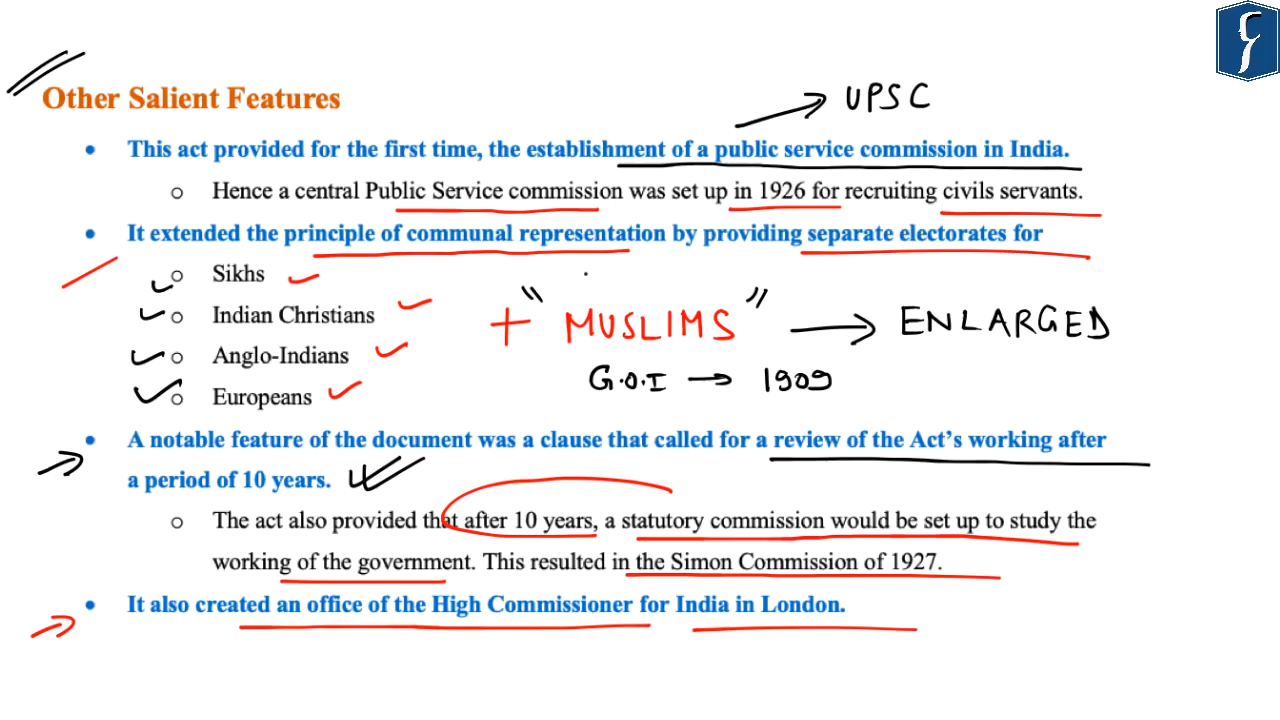 Other Salient Features
→ UPSC
• This act provided for the first time, the establishment of a public service commission in India.
o Hence a central Public Service commission was set up in 1926 for recruiting civils servants.
• It extended the principle of communal representation by providing separate electorates for
o Sikhs
o Indian Christians
+ "MUSLIMS" → ENLARGED
o Anglo-Indians
G.O.I → 1909
o Europeans
• A notable feature of the document was a clause that called for a review of the Act's working after
a period of 10 years.
o The act also provided that after 10 years, a statutory commission would be set up to study the
working of the government. This resulted in the Simon Commission of 1927.
• It also created an office of the High Commissioner for India in London.